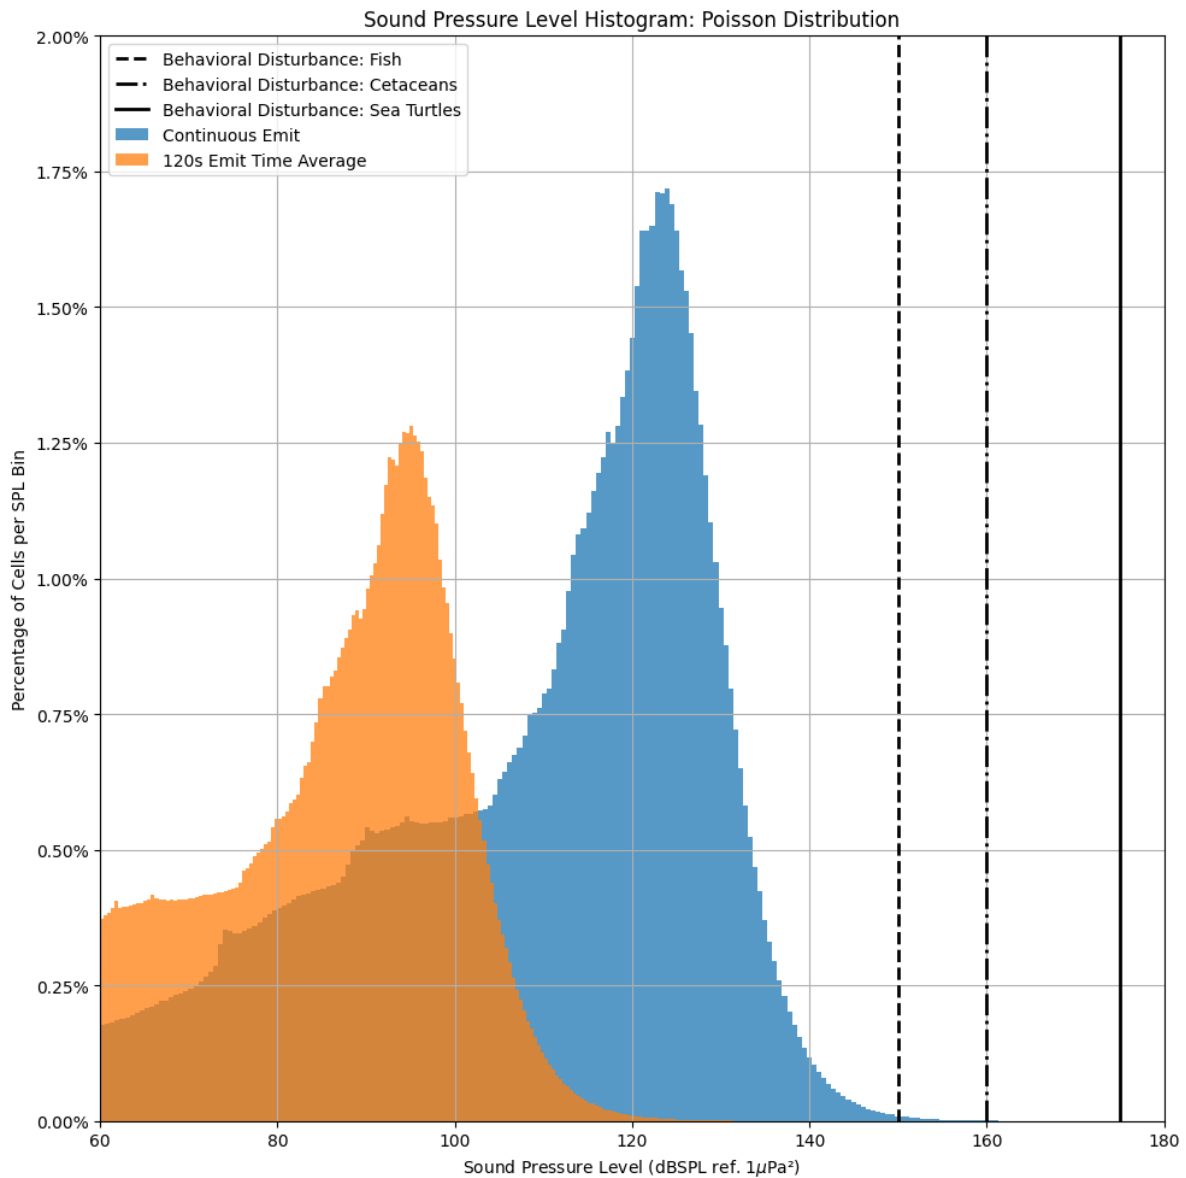 Sound Pressure Level Histogram: Poisson Distribution
2.00%
1.75%
1.50%
1.25%
1.00%
0.75%
0.50%
0.25%
0.00%
Percentage of Cells per SPL Bin
Behavioral Disturbance: Fish
Behavioral Disturbance: Cetaceans
Behavioral Disturbance: Sea Turtles
Continuous Emit
120s Emit Time Average
60 80 100 120 140 160 180
Sound Pressure Level (dBSPL ref. 1μPa²)